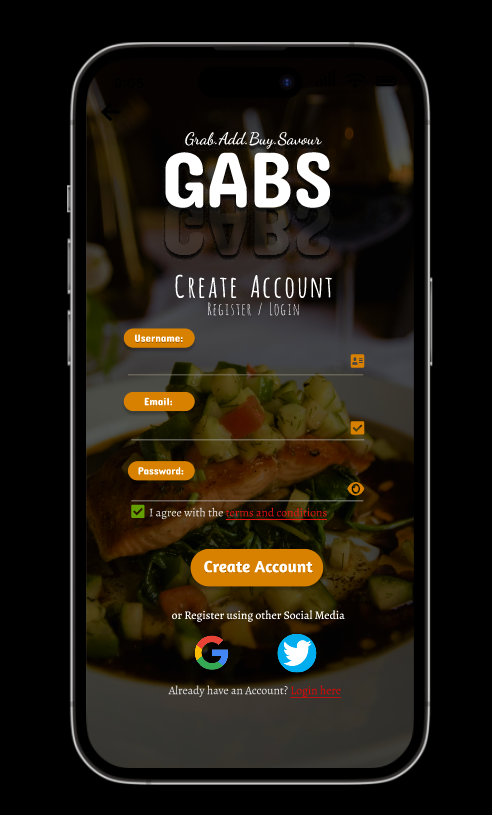 Grab.Add.Buy.Savour
GABS
Create Account
Register / Login
Username:
Email:
Password:
I agree with the terms and conditions
Create Account
or Register using other Social Media
Already have an Account? Login here